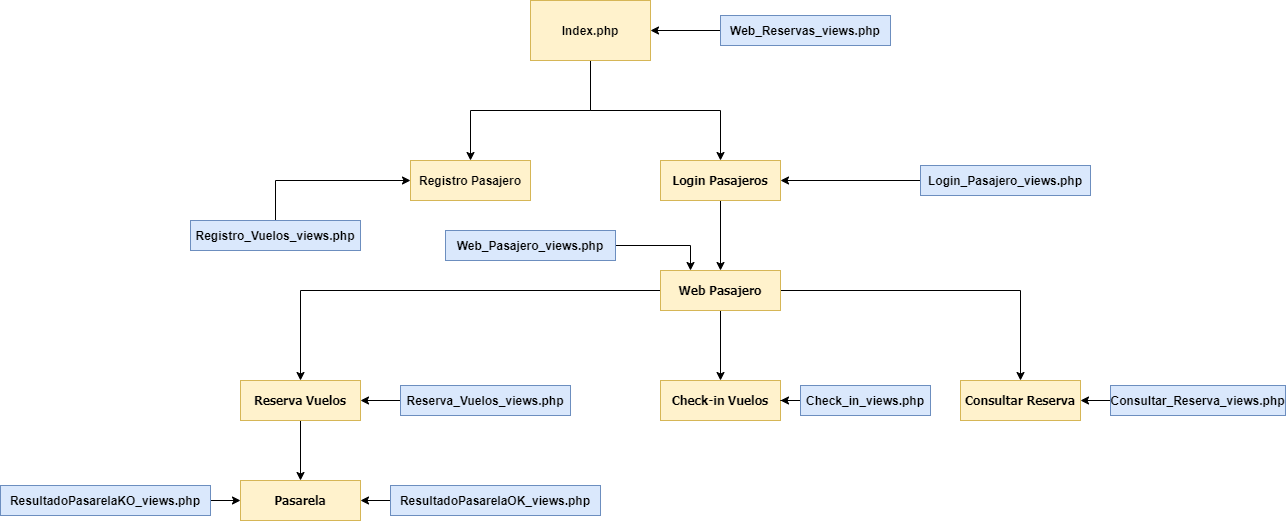 Index.php
Web_Reservas_views.php
Registro Pasajero
Login Pasajeros
Login_Pasajero_views.php
Registro_Vuelos_views.php
Web_Pasajero_views.php
Web Pasajero
Reserva Vuelos
Reserva_Vuelos_views.php
Check-in Vuelos
Check_in_views.php
Consultar Reserva
Consultar_Reserva_views.php
ResultadoPasarelaKO_views.php
Pasarela
ResultadoPasarelaOK_views.php